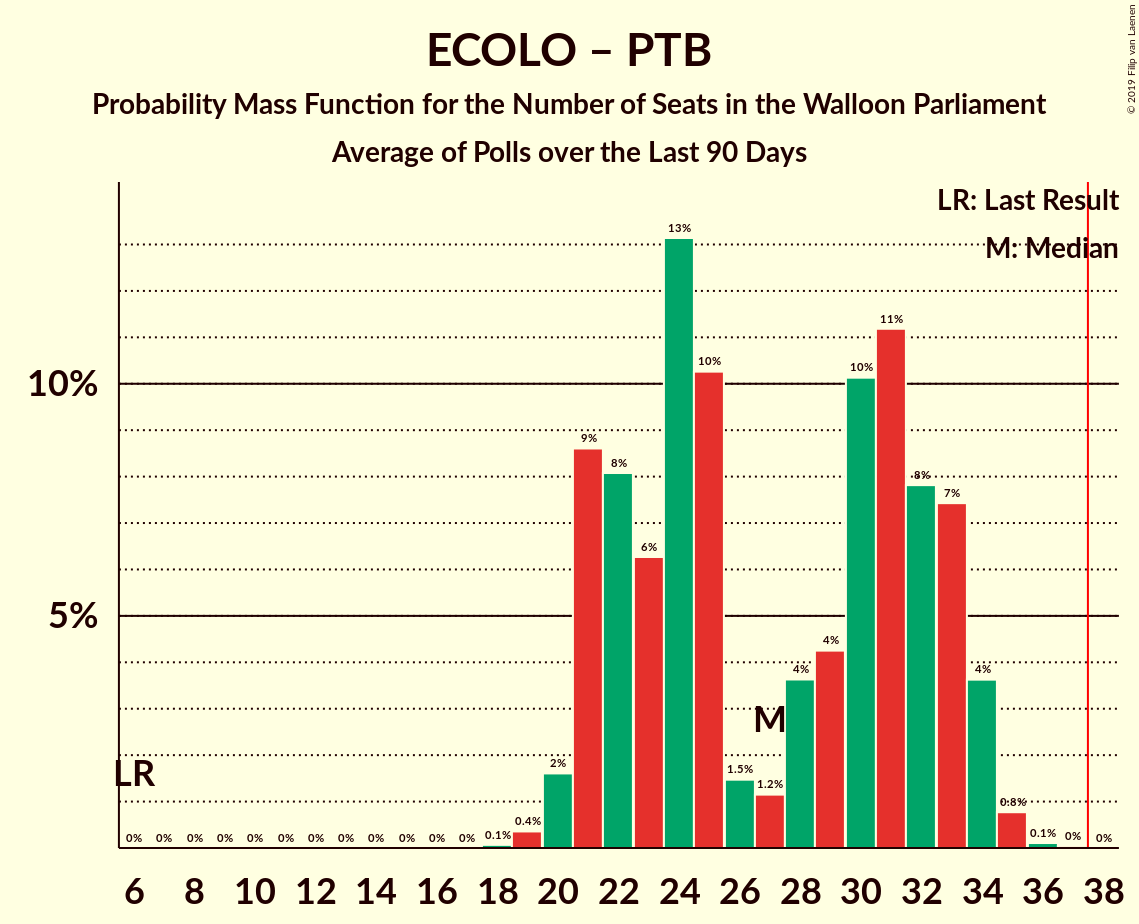 ECOLO – PTB
Probability Mass Function for the Number of Seats in the Walloon Parliament
Average of Polls over the Last 90 Days
© 2019 Filip van Laenen
LR: Last Result
M: Median
13%
11%
10%
10%
10%
9%
8%
8%
7%
6%
5%
4%
4%
4%
M
LR
2%
1.5%
1.2%
0.4%
0.8%
0% 0% 0% 0% 0% 0% 0% 0% 0% 0% 0% 0% 0.1% 0.1% 0% 0%
6 8 10 12 14 16 18 20 22 24 26 28 30 32 34 36 38